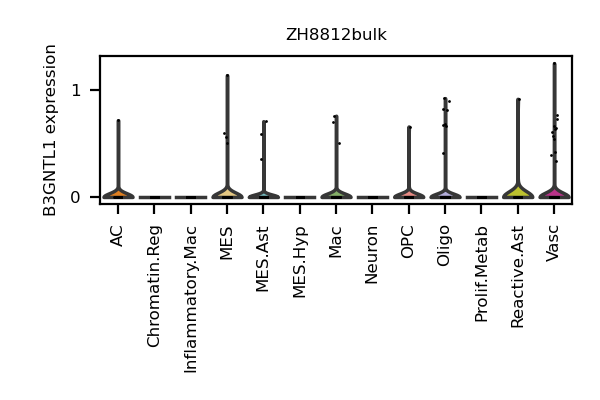 ZH8812bulk
B3GNTL1 expression
1
0
AC
Chromatin.Reg
Inflammatory.Mac
MES
MES.Ast
MES.Hyp
Mac
Neuron
OPC
Oligo
Prolif.Metab
Reactive.Ast
Vasc